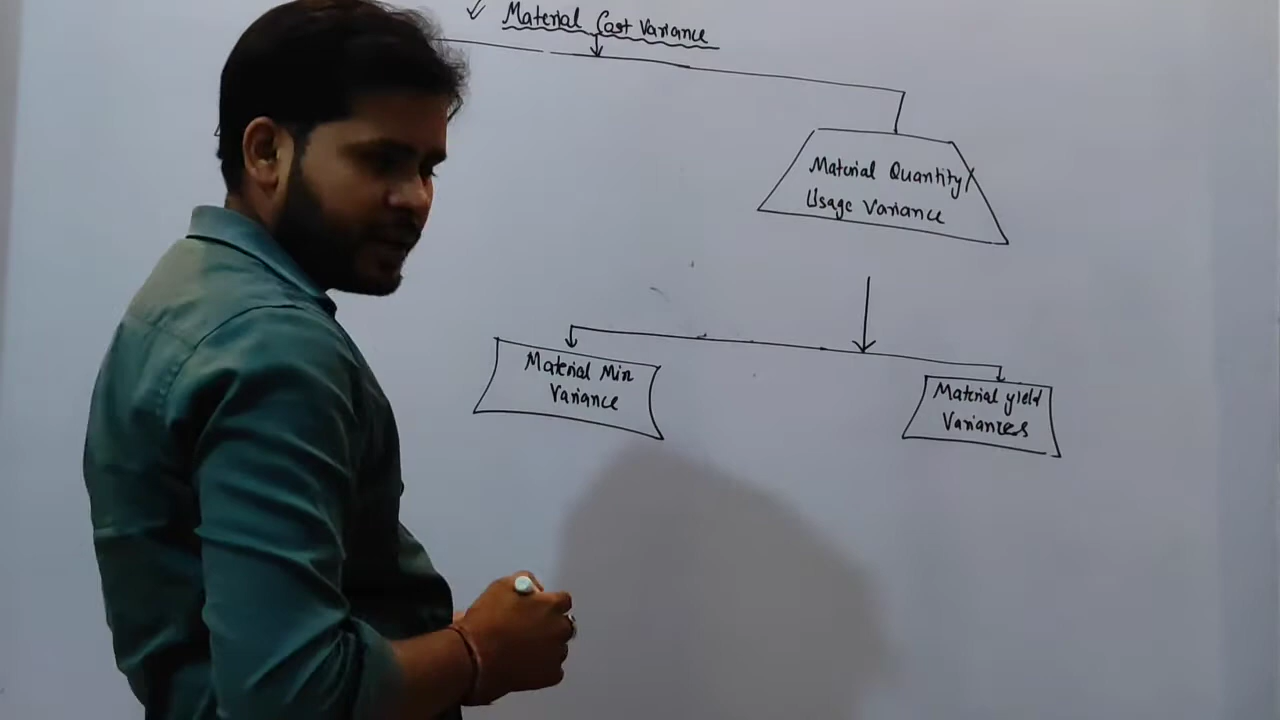 ✓ Material Cost Variance
Material Quantity/
Usage Variance
Material Mix
Variance
Material yield
Variances